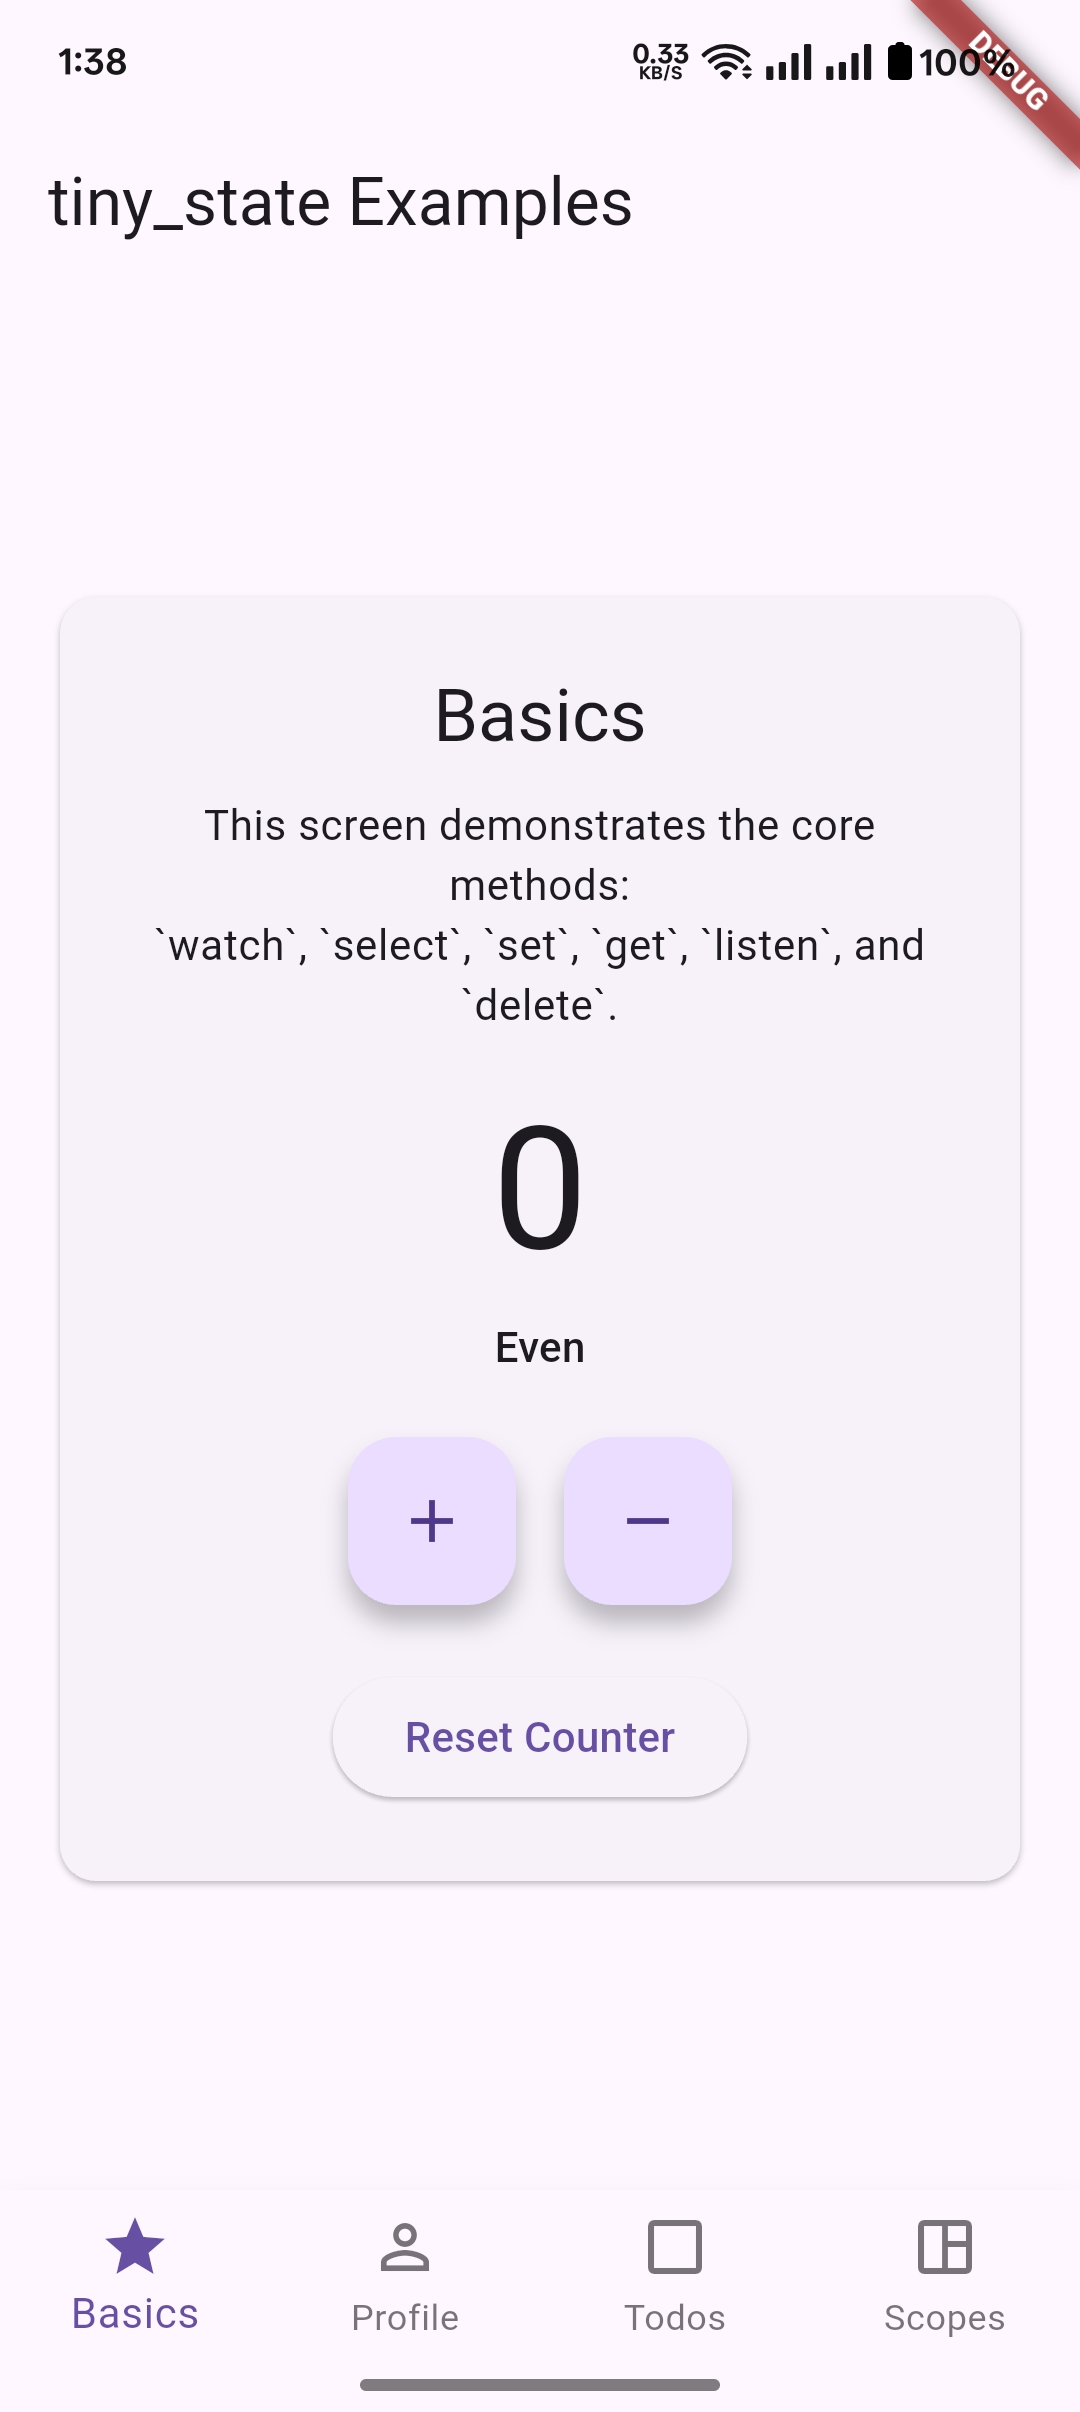 1:38
0.33
KB/S
100%
DEBUG
tiny_state Examples
Basics
This screen demonstrates the core
methods:
`watch`, `select`, `set`, `get`, `listen`, and
`delete`.
0
Even
Reset Counter
Basics
Profile
Todos
Scopes